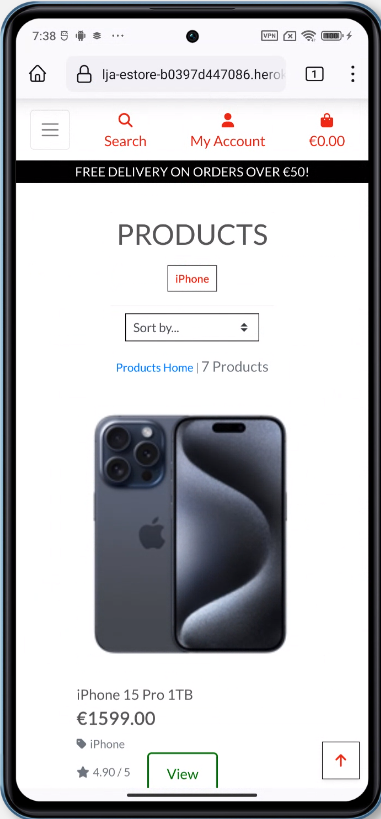 7:38
VPN
lja-estore-b0397d447086.herok
1
Search
My Account
€0.00
FREE DELIVERY ON ORDERS OVER €50!
PRODUCTS
iPhone
Sort by...
Products Home | 7 Products
iPhone 15 Pro 1TB
€1599.00
iPhone
4.90 / 5
View